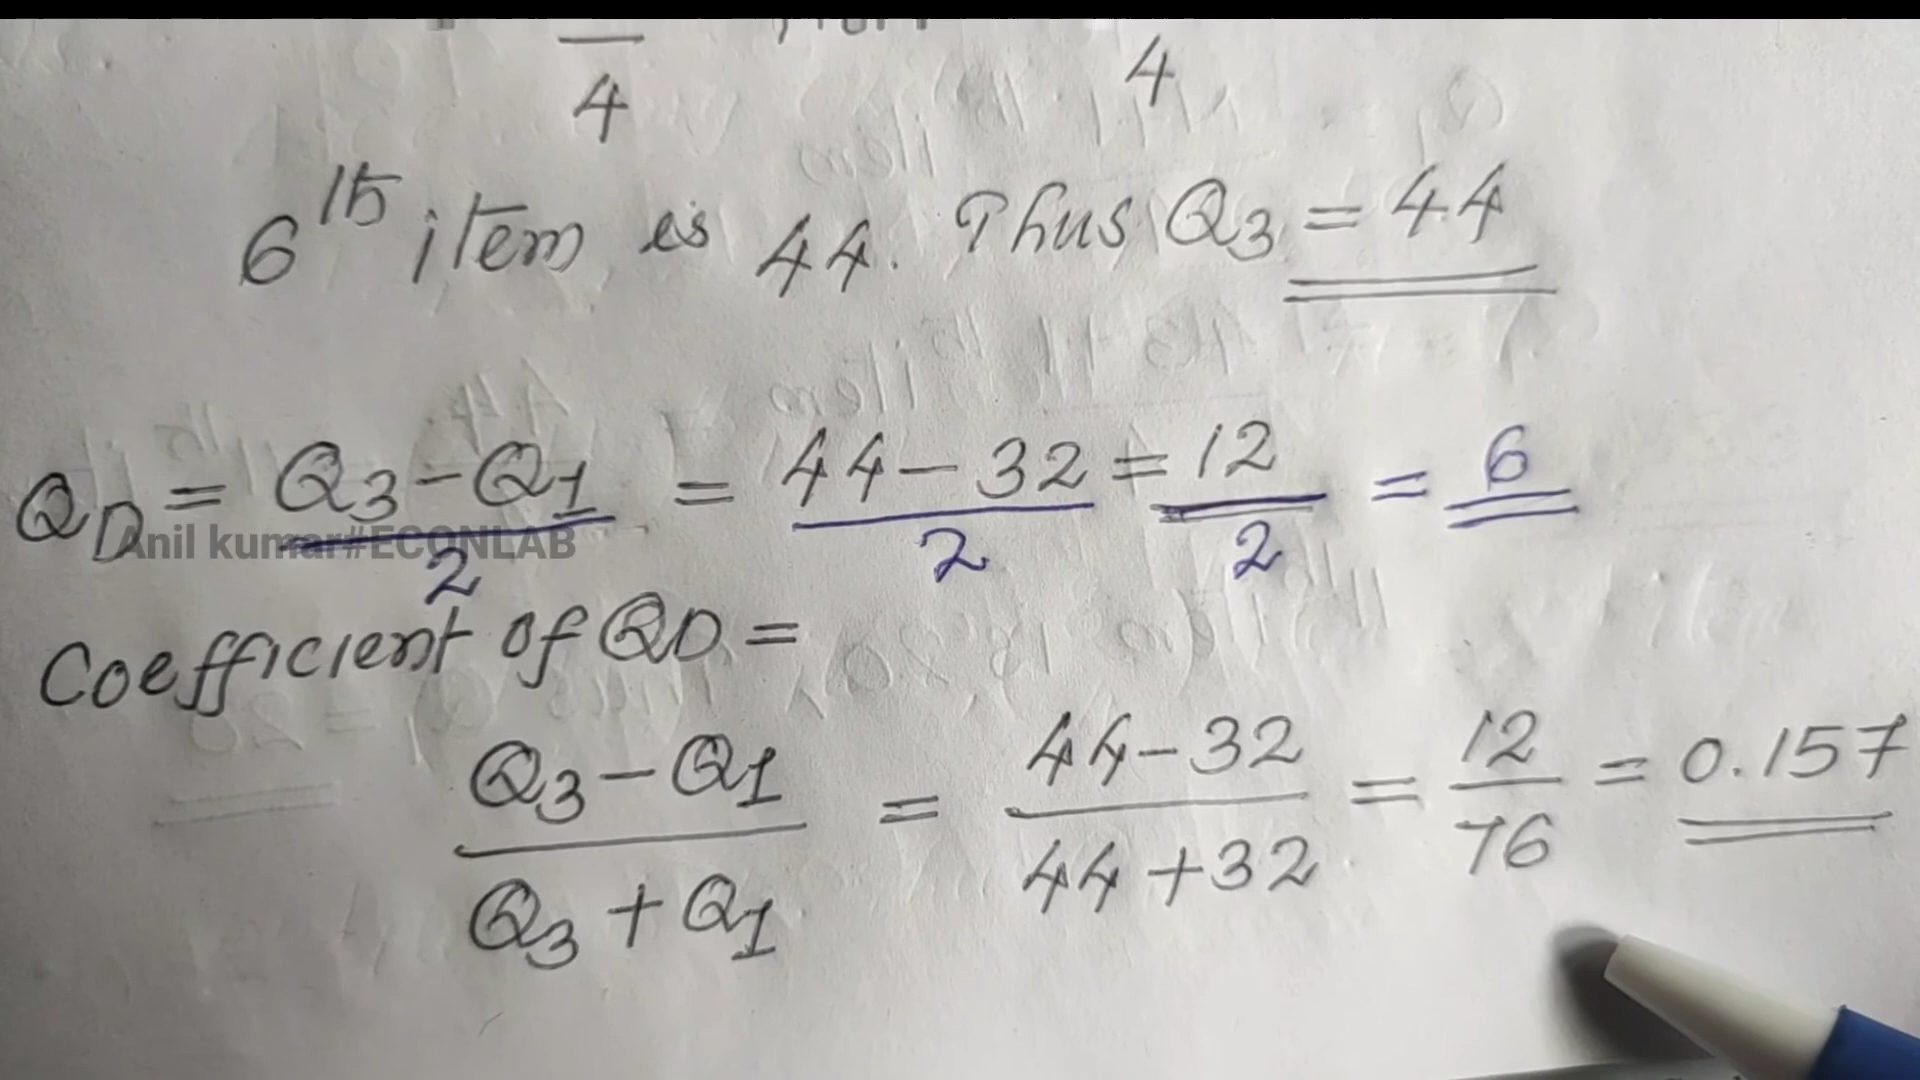 4 4
6th item is 44. Thus Q3 = 44
QD = Q3 - Q1 / 2 = 44 - 32 / 2 = 12 / 2 = 6
Anil kumar#ECONLAB
Coefficient of QD =
Q3 - Q1 / Q3 + Q1 = 44 - 32 / 44 + 32 = 12 / 76 = 0.157